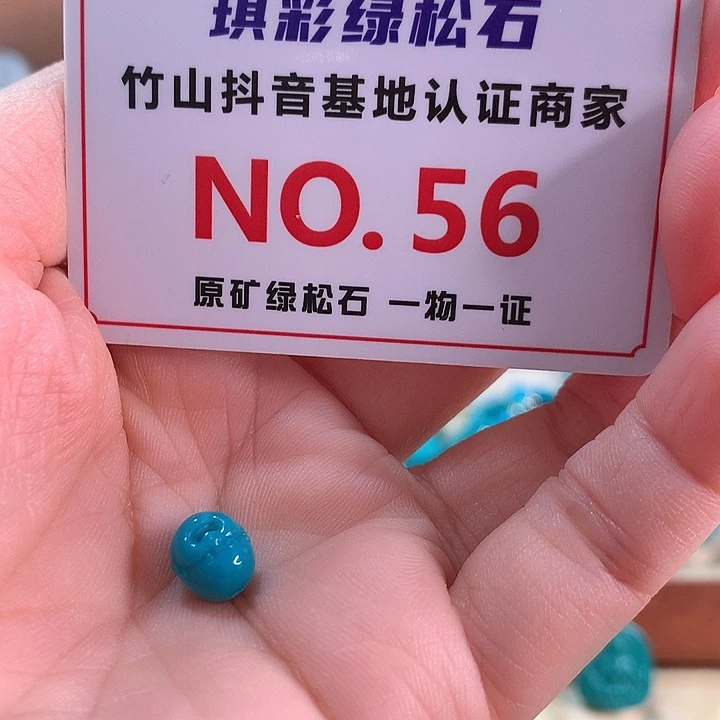 琪彩绿松石
竹山抖音基地认证商家
NO. 56
原矿绿松石 一物一证